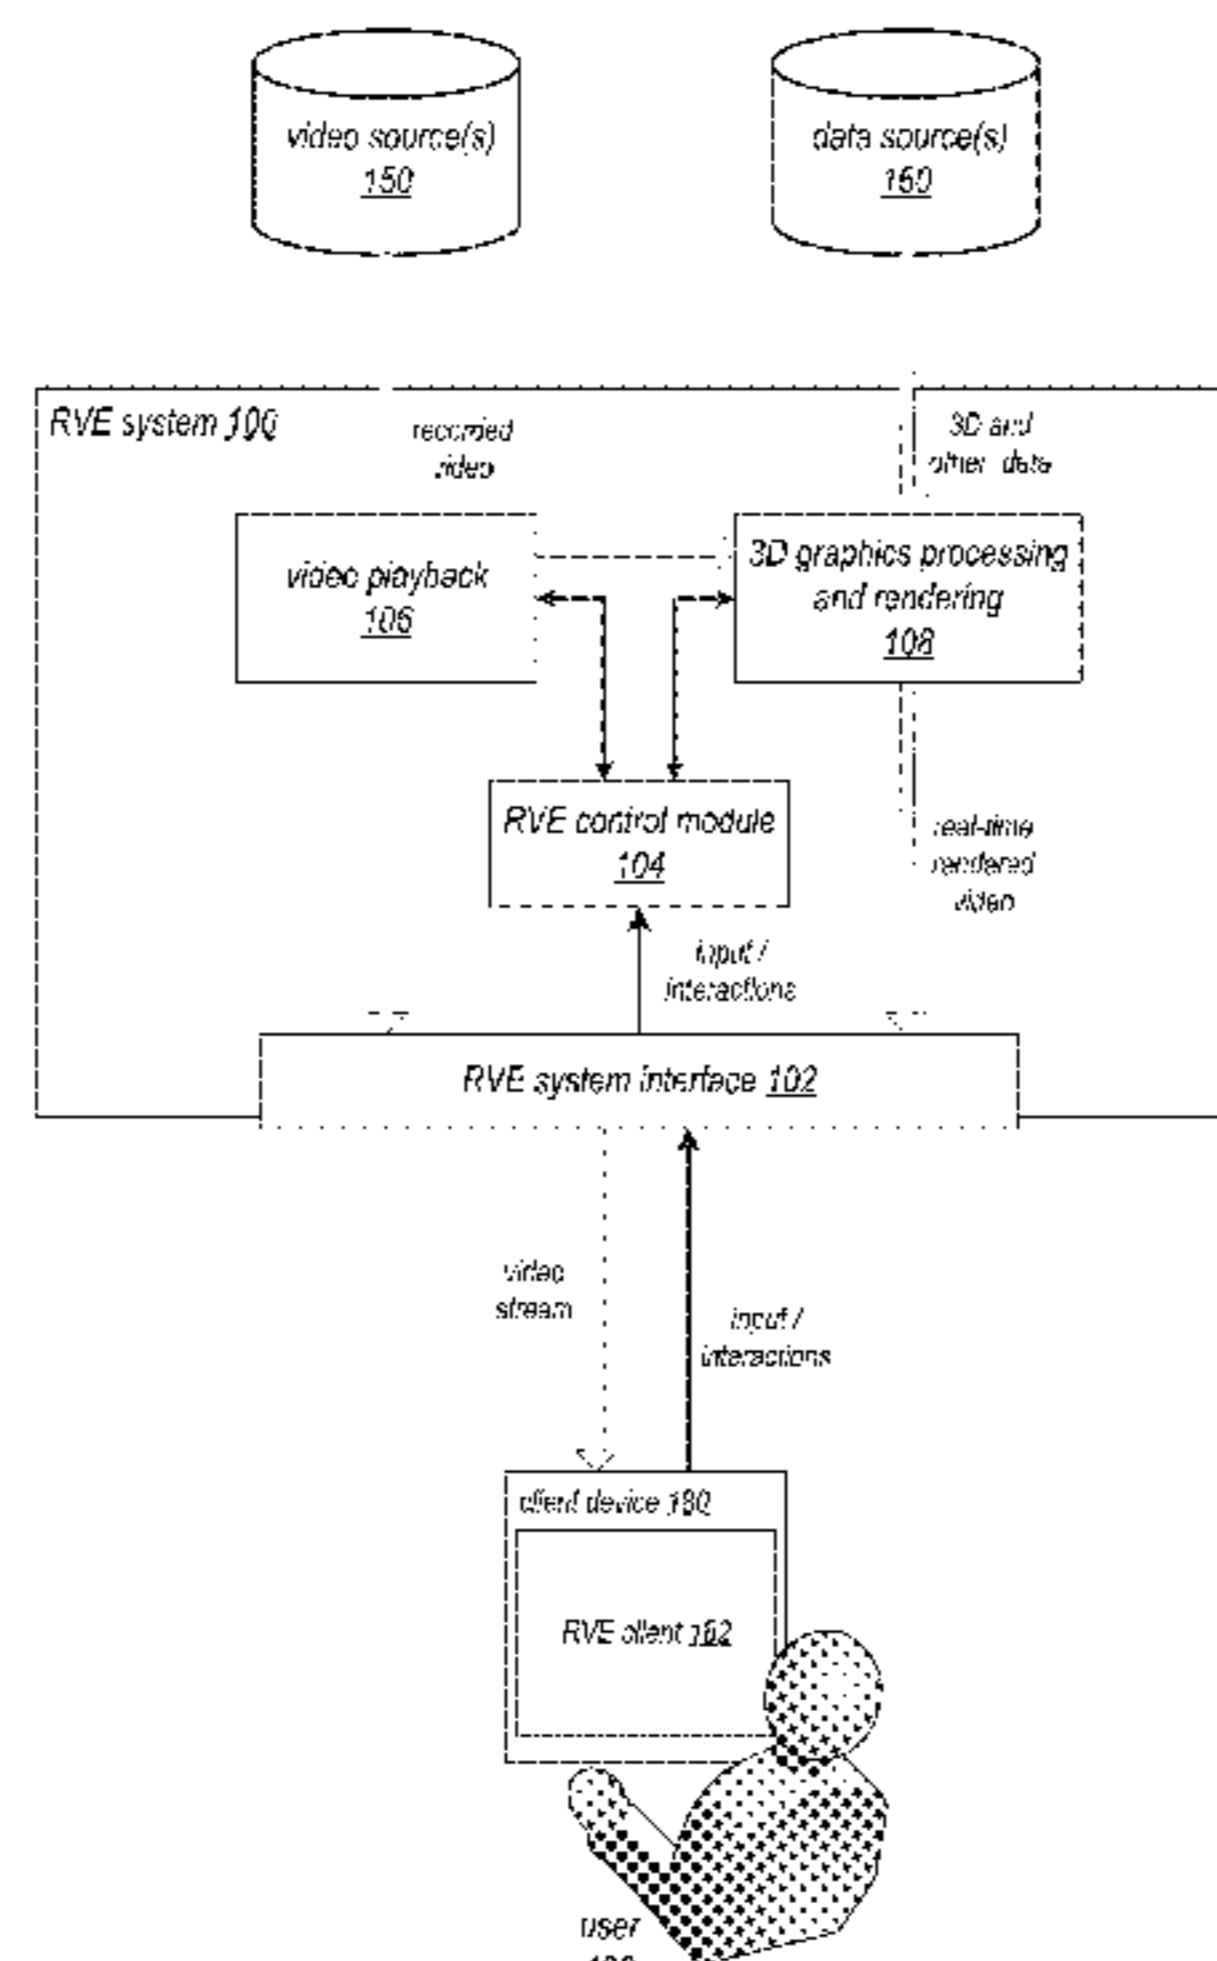 video source(s)
150
data source(s)
160
RVE system 100
recorded
video
3D and
other data
video playback
106
3D graphics processing
and rendering
108
RVE control module
104
real-time
rendered
video
input /
interactions
RVE system interface 102
video
stream
input /
interactions
client device 180
RVE client 182
user